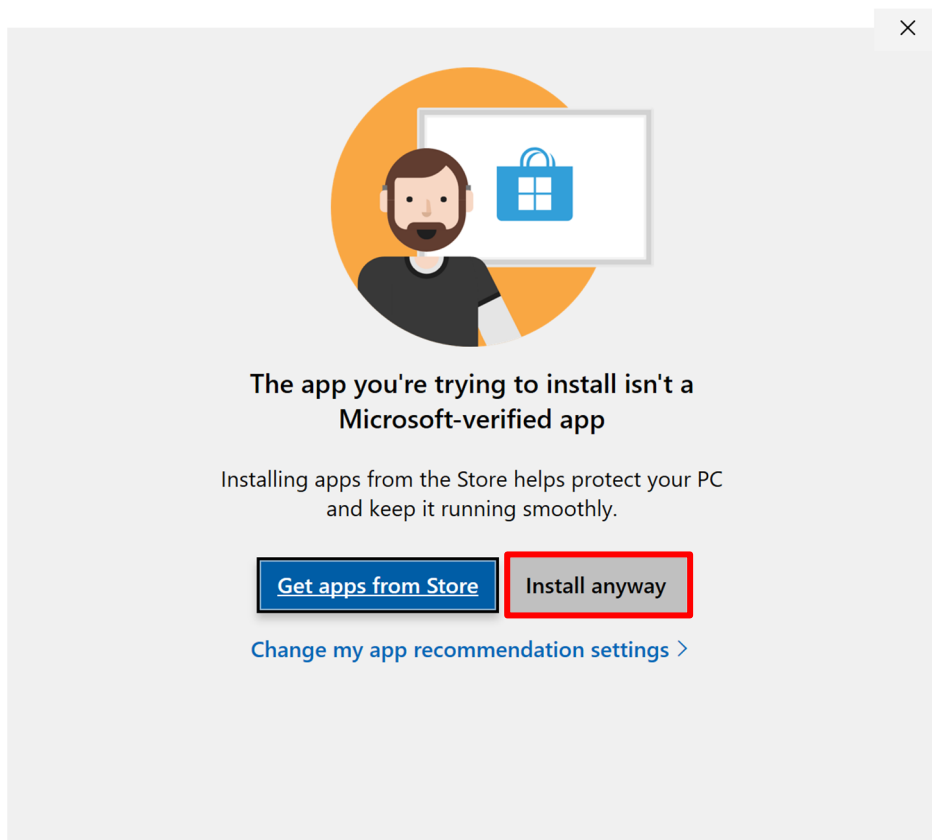 The app you're trying to install isn't a
Microsoft-verified app
Installing apps from the Store helps protect your PC
and keep it running smoothly.
Get apps from Store
Install anyway
Change my app recommendation settings